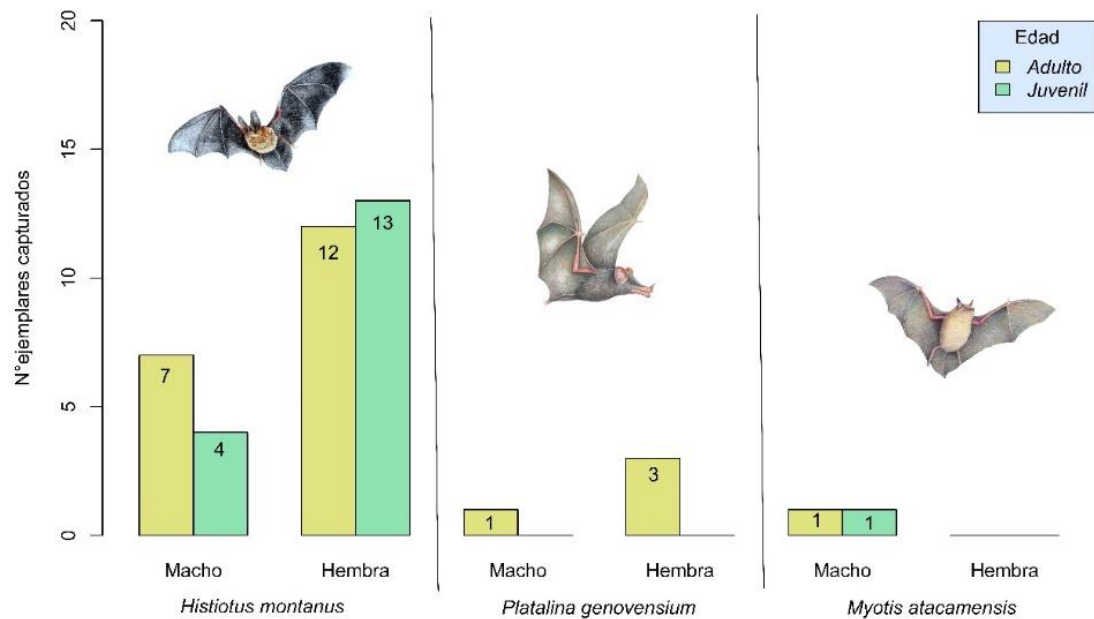 20
15
10
5
0
N°ejemplares capturados
Edad
Adulto
Juvenil
7
4
12
13
1
3
1
1
Macho
Hembra
Macho
Hembra
Macho
Hembra
Histiotus montanus
Platalina genovensium
Myotis atacamensis